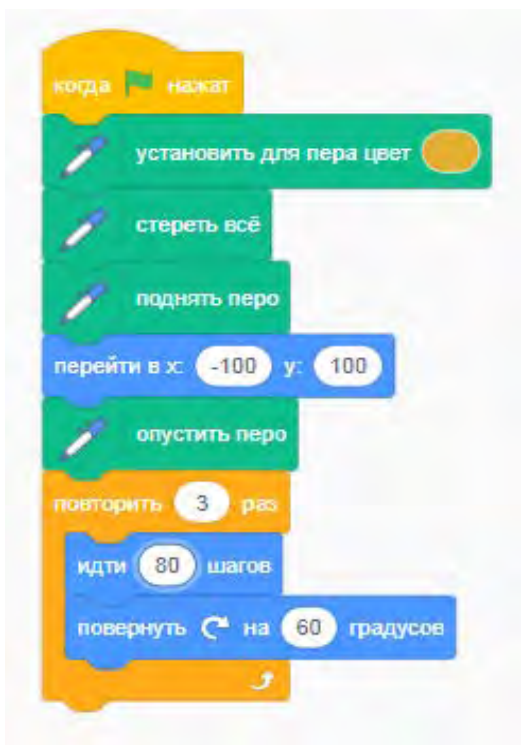 когда нажат
установить для пера цвет
стереть всё
поднять перо
перейти в x: -100 y: 100
опустить перо
повторить 3 раз
идти 80 шагов
повернуть на 60 градусов